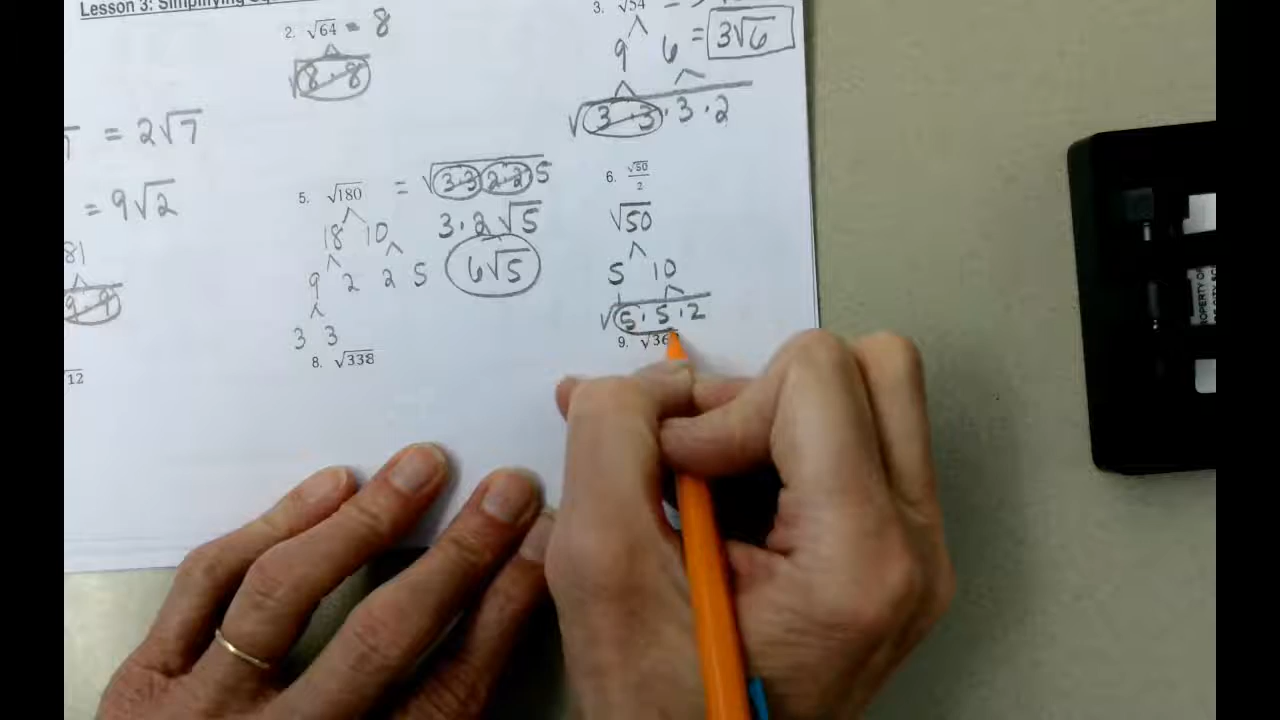 Lesson 3: Simplifying
2. √64 = 8
√8 · 8
3. √54
9 6 = 3√6
√3 · 3 · 3 · 2
= 2√7
= 9√2
81
9 9
√12
5. √180 = √3·3 2·2 5
18 10 3·2√5
9 2 2 5 6√5
3 3
6. √50/2
√50
5 10
√5 · 5 · 2
8. √338
9. √36